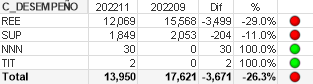 C_DESEMPEÑO 202211 202209 Dif %
REE 12,069 15,568 -3,499 -29.0%
SUP 1,849 2,053 -204 -11.0%
NNN 30 0 30 100.0%
TIT 2 0 % 100.0%
Total 13,950 17,621 -3,671 -26.3%